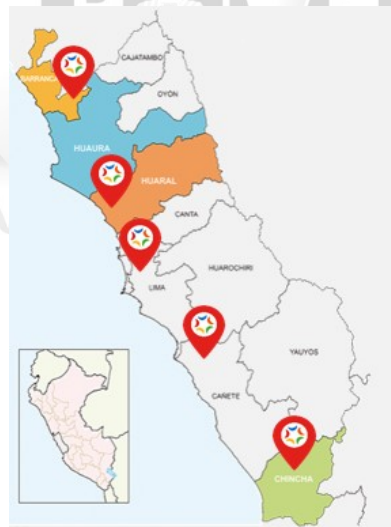 CAJATAMBO
BARRANCA
OYÓN
HUAURA
HUARAL
CANTA
HUAROCHIRI
LIMA
YAUYOS
CAÑETE
CHINCHA